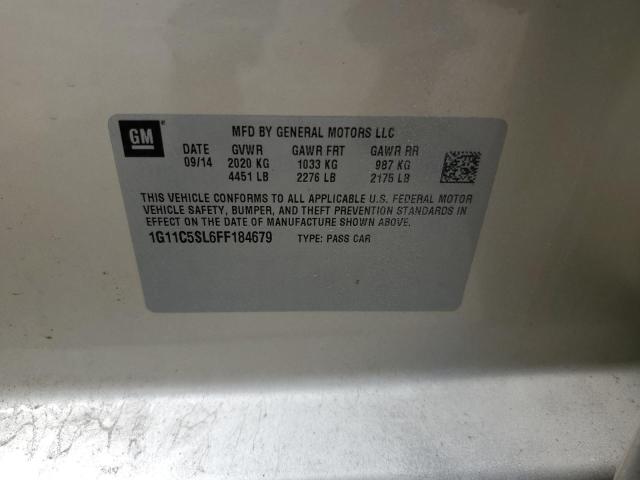 GM
MFD BY GENERAL MOTORS LLC
DATE GVWR GAWR FRT GAWR RR
09/14 2020 KG 1033 KG 987 KG
4451 LB 2276 LB 2175 LB
THIS VEHICLE CONFORMS TO ALL APPLICABLE U.S. FEDERAL MOTOR
VEHICLE SAFETY, BUMPER, AND THEFT PREVENTION STANDARDS IN
EFFECT ON THE DATE OF MANUFACTURE SHOWN ABOVE.
1G11C5SL6FF184679 TYPE: PASS CAR